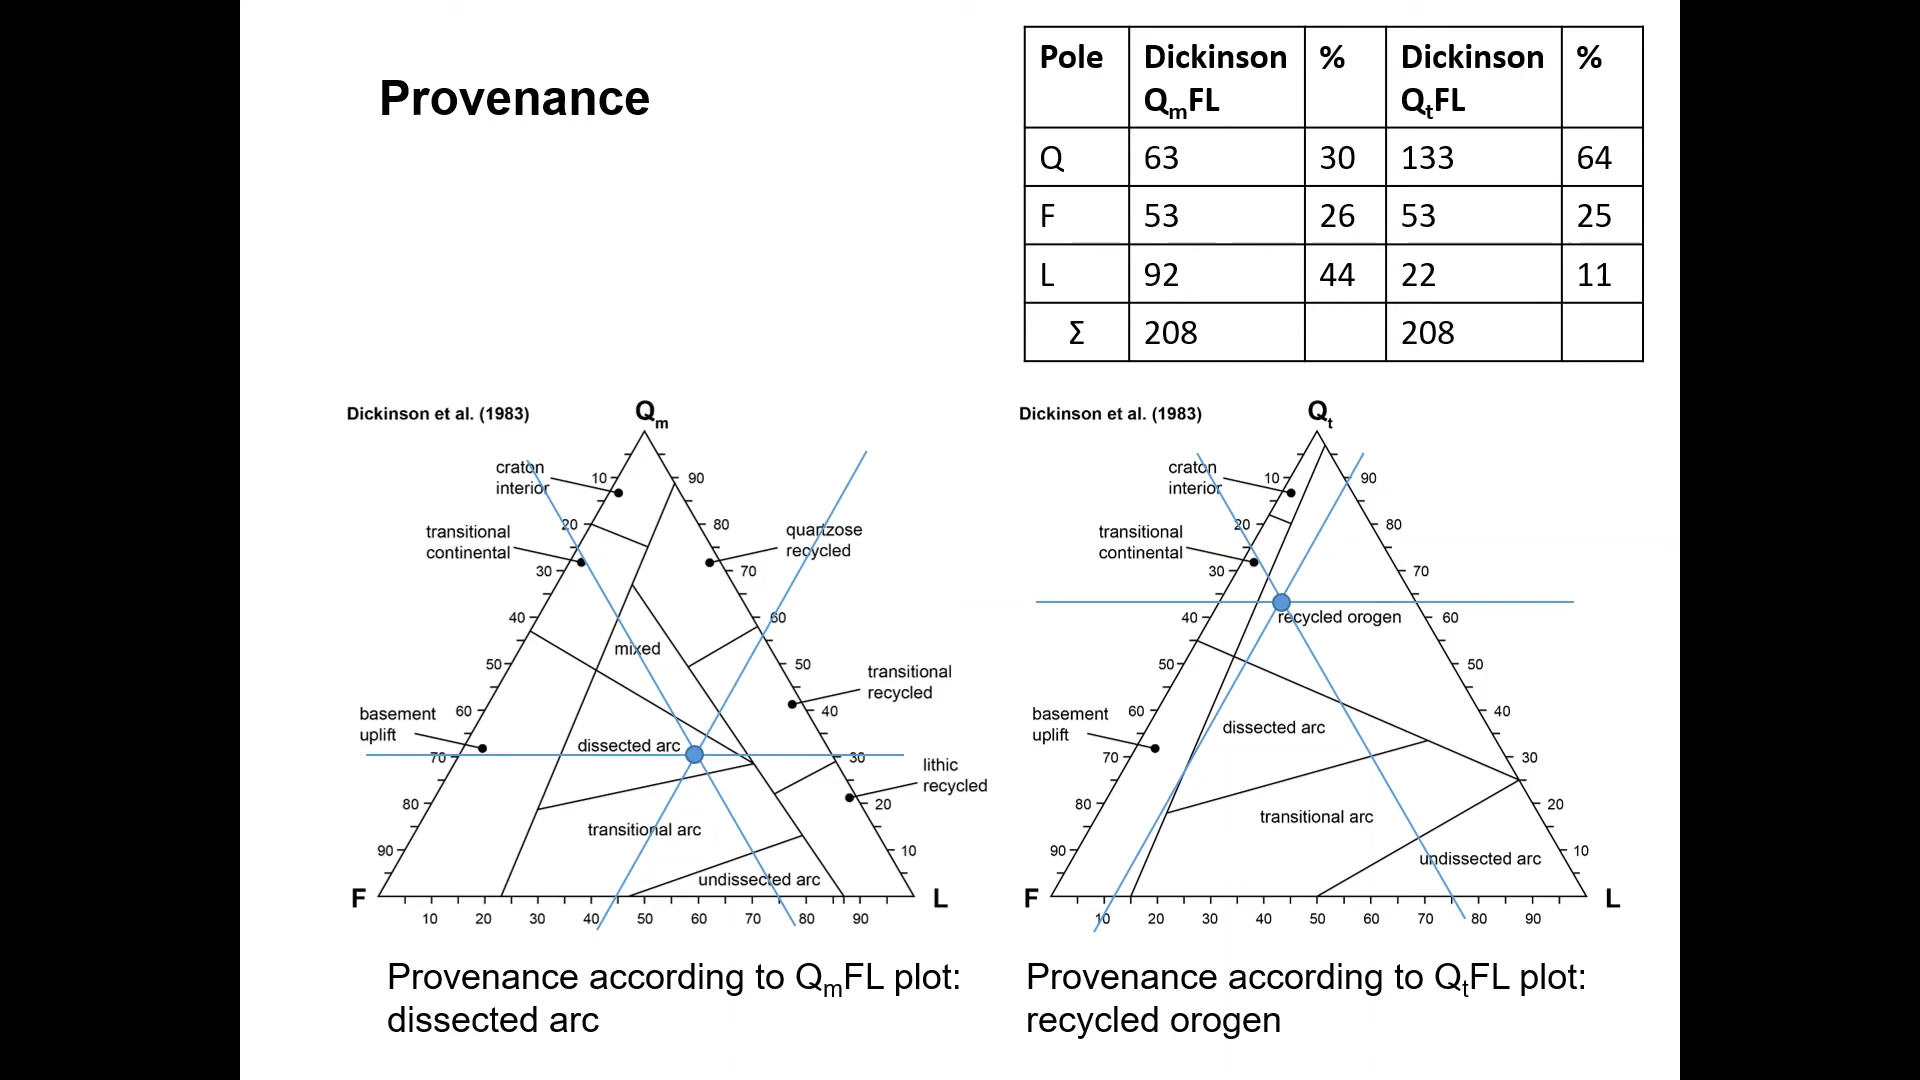 Provenance
Pole Dickinson QmFL % Dickinson QtFL %
Q 63 30 133 64
F 53 26 53 25
L 92 44 22 11
Σ 208 208
Dickinson et al. (1983)
Qm
craton
interior
transitional
continental
basement
uplift
quartzose
recycled
transitional
recycled
lithic
recycled
mixed
dissected arc
transitional arc
undissected arc
10
20
30
40
50
60
70
80
90
90
80
70
60
50
40
30
20
10
F
L
10 20 30 40 50 60 70 80 90
Dickinson et al. (1983)
Qt
craton
interior
transitional
continental
basement
uplift
recycled orogen
dissected arc
transitional arc
undissected arc
10
20
30
40
50
60
70
80
90
90
80
70
60
50
40
30
20
10
F
L
10 20 30 40 50 60 70 80 90
Provenance according to QmFL plot:
dissected arc
Provenance according to QtFL plot:
recycled orogen